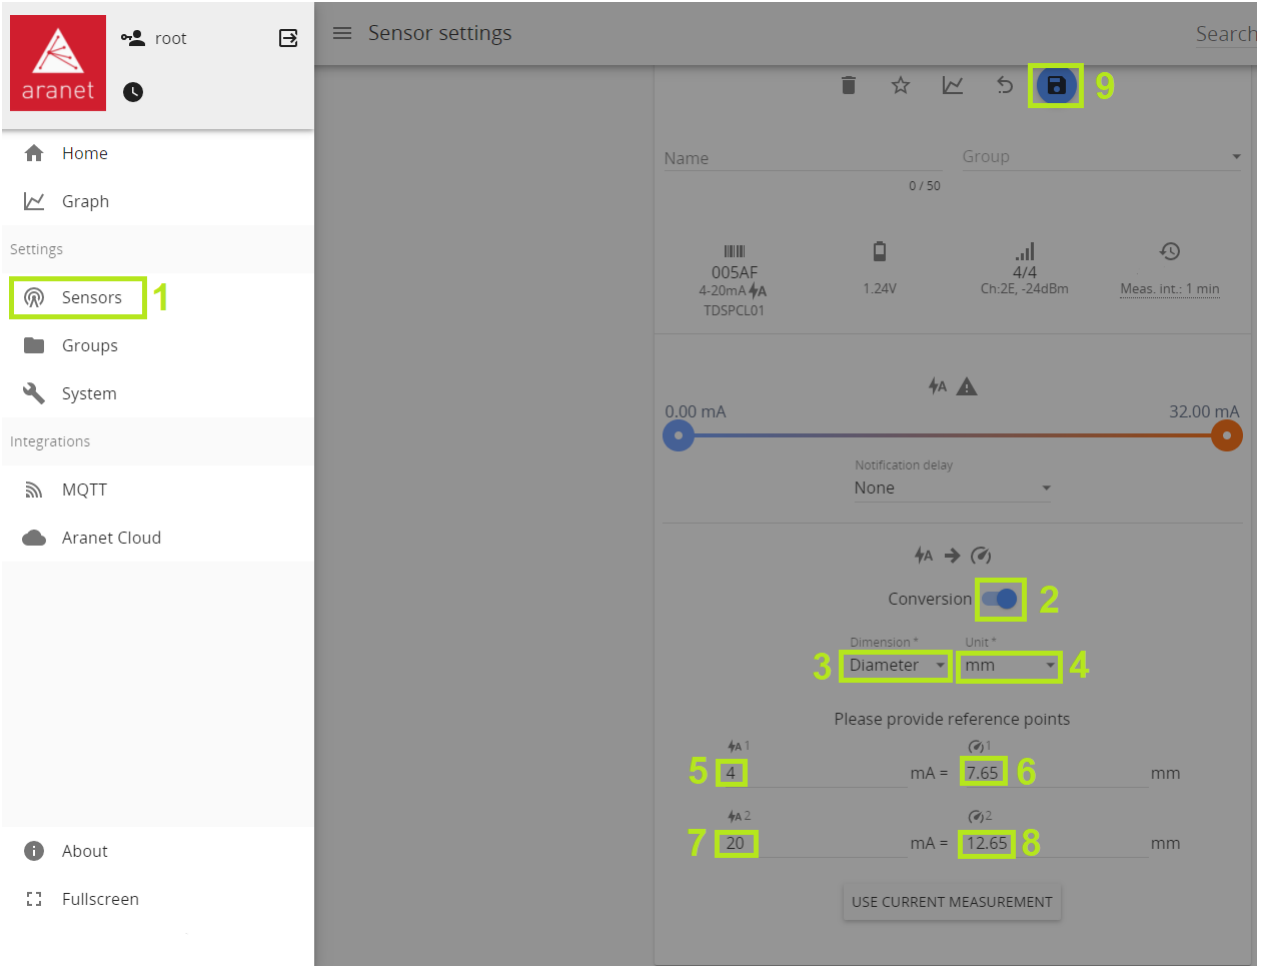 aranet
root
Home
Graph
Settings
Sensors 1
Groups
System
Integrations
MQTT
Aranet Cloud
About
Fullscreen
Sensor settings
Search
9
Name
Group
0 / 50
005AF
4-20mA A
TDSPCL01
1.24V
4/4
Ch:2E, -24dBm
Meas. int.: 1 min
A
0.00 mA
32.00 mA
Notification delay
None
A
Conversion 2
Dimension *
Unit *
3 Diameter
mm 4
Please provide reference points
A 1
1
5 4 mA = 7.65 6 mm
A 2
2
7 20 mA = 12.65 8 mm
USE CURRENT MEASUREMENT